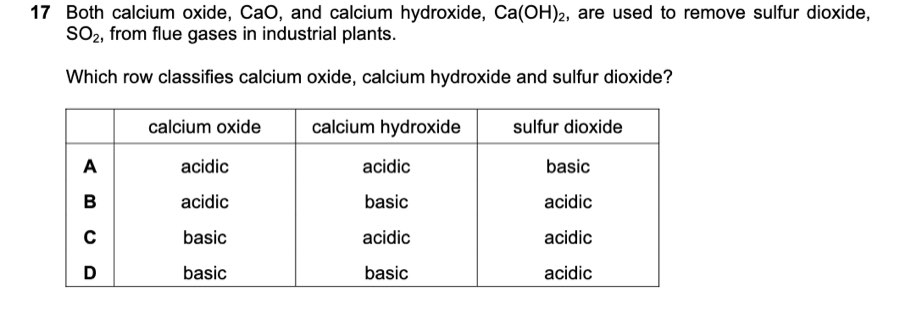 17 Both calcium oxide, CaO, and calcium hydroxide, Ca(OH)₂, are used to remove sulfur dioxide,
SO₂, from flue gases in industrial plants.
Which row classifies calcium oxide, calcium hydroxide and sulfur dioxide?
calcium oxide calcium hydroxide sulfur dioxide
A acidic acidic basic
B acidic basic acidic
C basic acidic acidic
D basic basic acidic